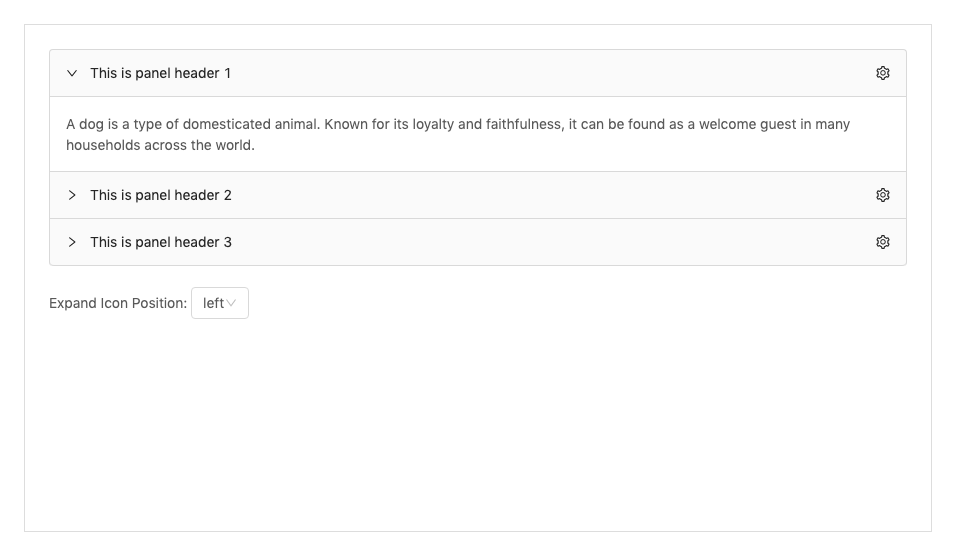 This is panel header 1
A dog is a type of domesticated animal. Known for its loyalty and faithfulness, it can be found as a welcome guest in many
households across the world.
This is panel header 2
This is panel header 3
Expand Icon Position: left